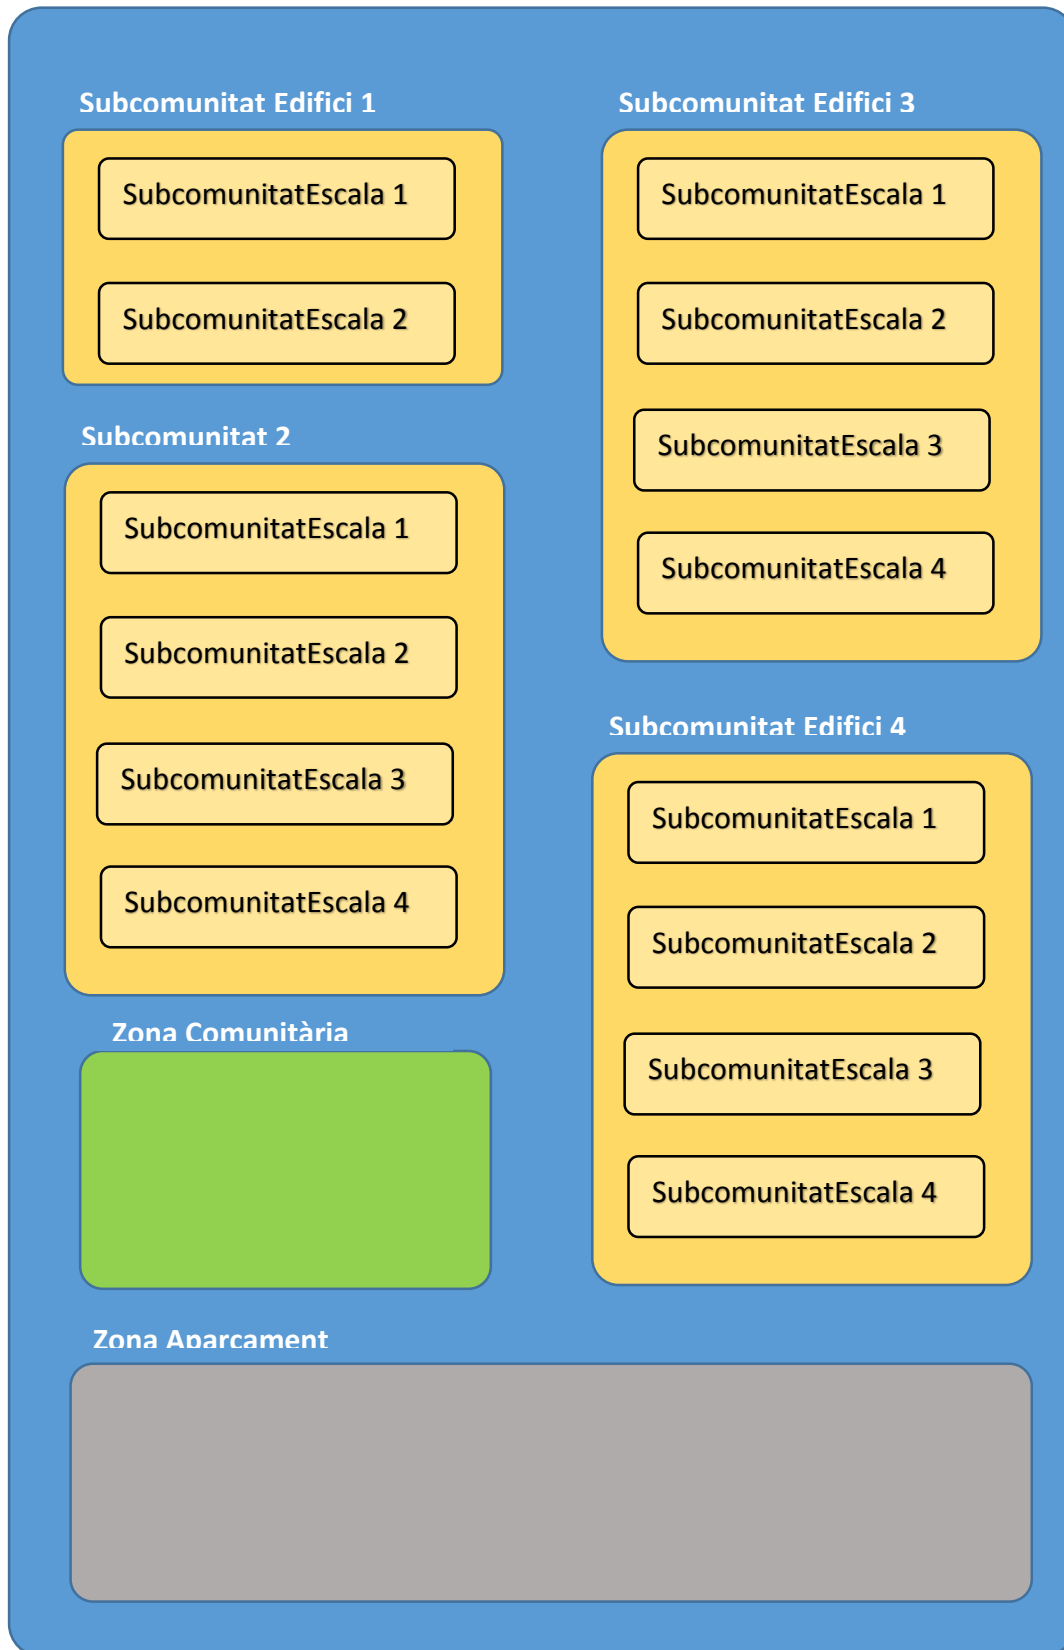 Subcomunitat Edifici 1
SubcomunitatEscala 1
SubcomunitatEscala 2
Subcomunitat 2
SubcomunitatEscala 1
SubcomunitatEscala 2
SubcomunitatEscala 3
SubcomunitatEscala 4
Zona Comunitària
Subcomunitat Edifici 3
SubcomunitatEscala 1
SubcomunitatEscala 2
SubcomunitatEscala 3
SubcomunitatEscala 4
Subcomunitat Edifici 4
SubcomunitatEscala 1
SubcomunitatEscala 2
SubcomunitatEscala 3
SubcomunitatEscala 4
Zona Aparcament